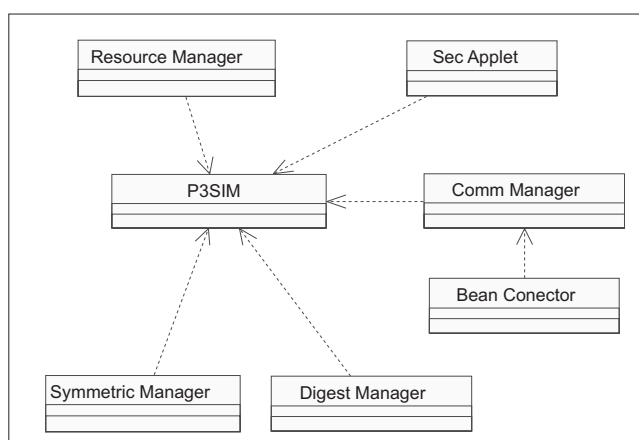 Resource Manager
Sec Applet
P3SIM
Comm Manager
Bean Conector
Symmetric Manager
Digest Manager